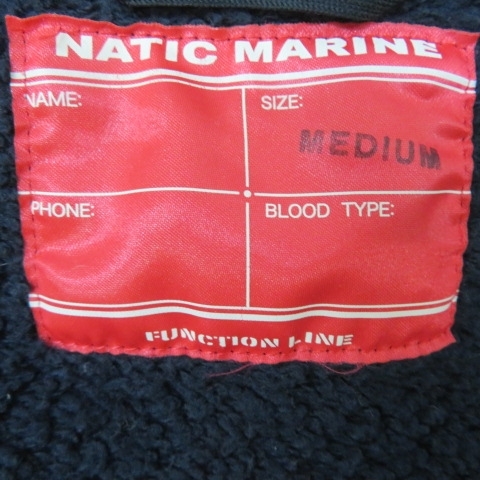 NATIC MARINE
NAME:
SIZE:
MEDIUM
PHONE:
BLOOD TYPE:
FUNCTION LINE